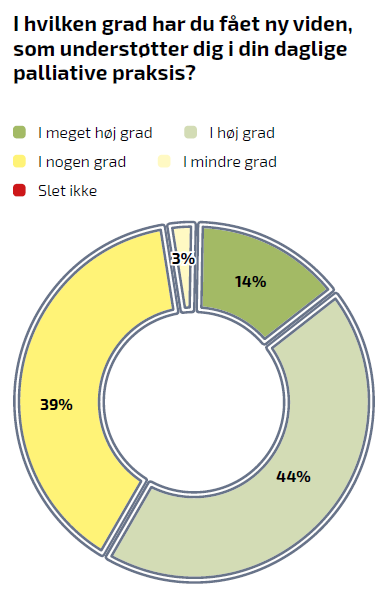 I hvilken grad har du fået ny viden,
som understøtter dig i din daglige
palliative praksis?
I meget høj grad
I høj grad
I nogen grad
I mindre grad
Slet ikke
3%
14%
39%
44%